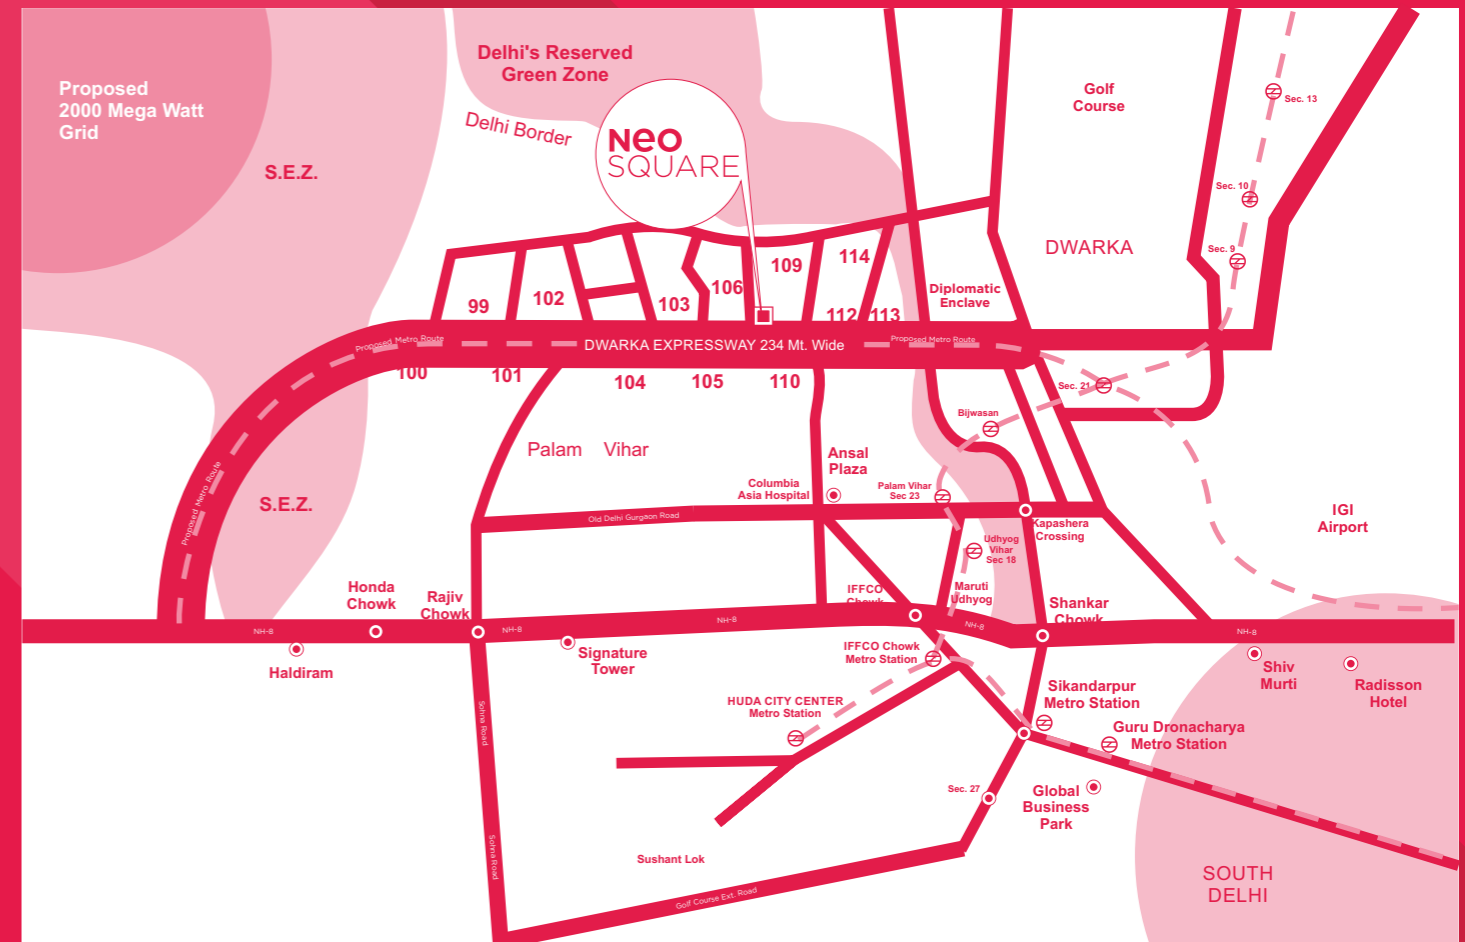 Proposed
2000 Mega Watt
Grid
S.E.Z.
Delhi's Reserved
Green Zone
Delhi Border
Neo
SQUARE
Golf
Course
Sec. 13
Sec. 10
Sec. 9
DWARKA
Diplomatic
Enclave
99
102
103
106
109
114
112
113
Proposed Metro Route
DWARKA EXPRESSWAY 234 Mt. Wide
Proposed Metro Route
100
101
104
105
110
Sec. 21
Bijwasan
Palam Vihar
Ansal
Plaza
Columbia
Asia Hospital
Palam Vihar
Sec 23
Proposed Metro Route
S.E.Z.
Old Delhi Gurgaon Road
Kapashera
Crossing
IGI
Airport
Udhyog
Vihar
Sec 18
Honda
Chowk
Rajiv
Chowk
IFFCO
Chowk
Maruti
Udhyog
Shankar
Chowk
NH-8
NH-8
NH-8
NH-8
NH-8
Haldiram
Signature
Tower
IFFCO Chowk
Metro Station
Shiv
Murti
Radisson
Hotel
HUDA CITY CENTER
Metro Station
Sikandarpur
Metro Station
Guru Dronacharya
Metro Station
Sohna Road
Sec. 27
Global
Business
Park
Sohna Road
Sushant Lok
Golf Course Ext. Road
SOUTH
DELHI